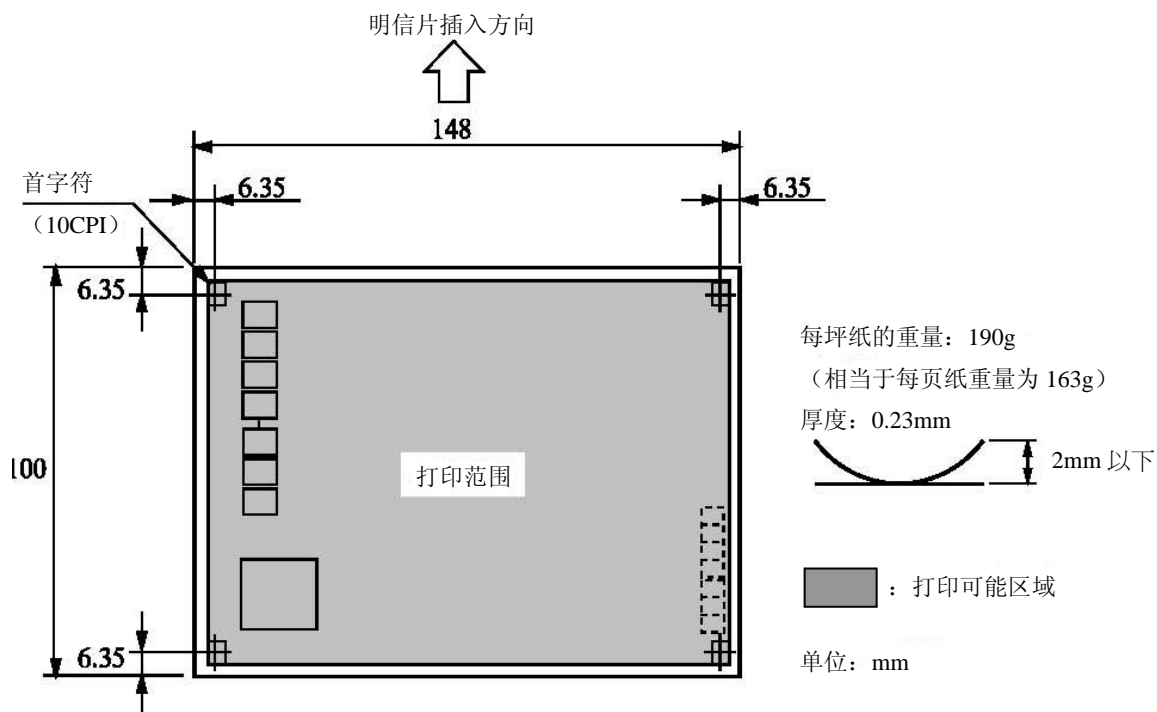 明信片插入方向
148
首字符
6.35
6.35
（10CPI）
6.35
每坪纸的重量：190g
（相当于每页纸重量为 163g）
厚度：0.23mm
100
打印范围
2mm 以下
：打印可能区域
6.35
单位：mm